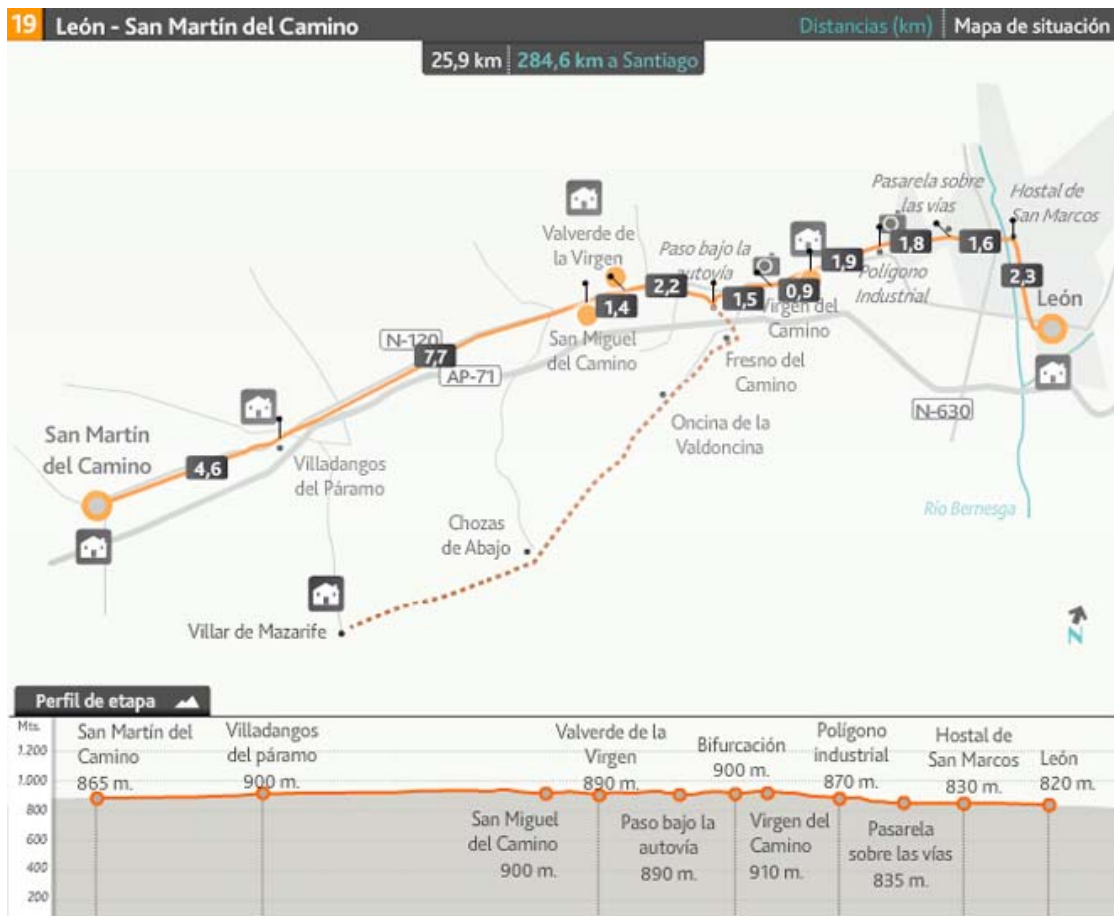 19 León - San Martín del Camino
Distancias (km) Mapa de situación
25,9 km 284,6 km a Santiago
Pasarela sobre
las vías
Hostal de
San Marcos
Valverde de
la Virgen
Paso bajo la
autovía
1,8
1,6
1,9
Polígono
Industrial
2,3
León
2,2
1,4
1,5
0,9
Virgen del
Camino
N-120
7,7
AP-71
San Miguel
del Camino
Fresno del
Camino
N-630
Oncina de la
Valdoncina
San Martín
del Camino
4,6
Villadangos
del Páramo
Río Bernesga
Chozas
de Abajo
Villar de Mazarife
N
Perfil de etapa
Mts.
1.200
1.000
800
600
400
200
San Martín del
Camino
865 m.
Villadangos
del páramo
900 m.
San Miguel
del Camino
900 m.
Valverde de la
Virgen
890 m.
Paso bajo la
autovía
890 m.
Bifurcación
900 m.
Virgen del
Camino
910 m.
Polígono
industrial
870 m.
Pasarela
sobre las vías
835 m.
Hostal de
San Marcos
830 m.
León
820 m.